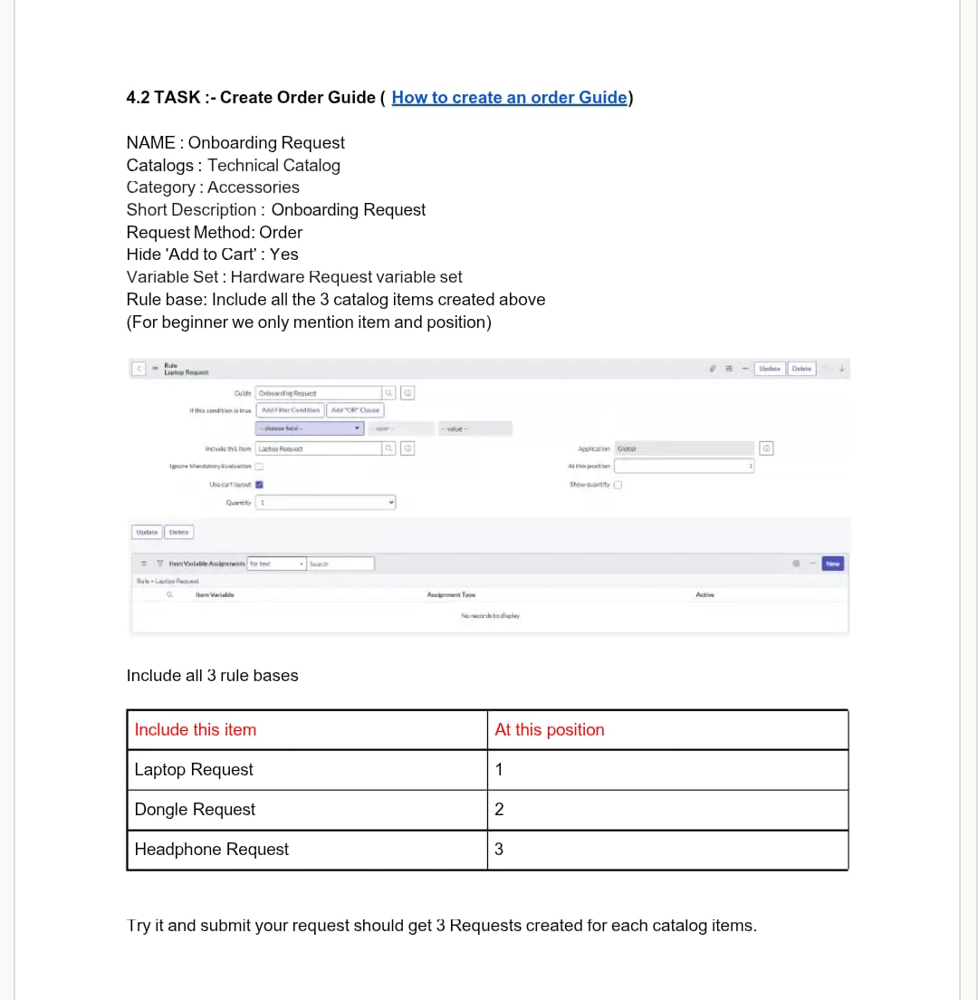 4.2 TASK :- Create Order Guide ( How to create an order Guide)
NAME : Onboarding Request
Catalogs : Technical Catalog
Category : Accessories
Short Description : Onboarding Request
Request Method: Order
Hide 'Add to Cart' : Yes
Variable Set : Hardware Request variable set
Rule base: Include all the 3 catalog items created above
(For beginner we only mention item and position)
Rule
Laptop Request
Update Delete
Guide Onboarding Request
If this condition is true Add Filter Condition Add "OR" Clause
-- choose field -- -- oper -- -- value --
Include this item Laptop Request Application Global
Ignore Mandatory Evaluation At this position 1
Use cart layout Show quantity
Quantity 1
Update Delete
Item Variable Assignments for text Search New
Rule = Laptop Request
Item Variable Assignment Type Active
No records to display
Include all 3 rule bases
Include this item At this position
Laptop Request 1
Dongle Request 2
Headphone Request 3
Try it and submit your request should get 3 Requests created for each catalog items.